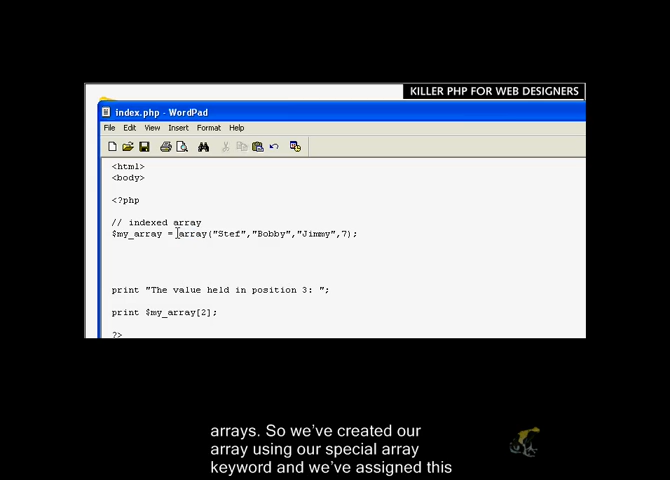 KILLER PHP FOR WEB DESIGNERS
index.php - WordPad
File Edit View Insert Format Help
<html>
<body>
<?php
// indexed array
$my_array = array("Stef","Bobby","Jimmy",7);
print "The value held in position 3: ";
print $my_array[2];
?>
arrays. So we've created our
array using our special array
keyword and we've assigned this